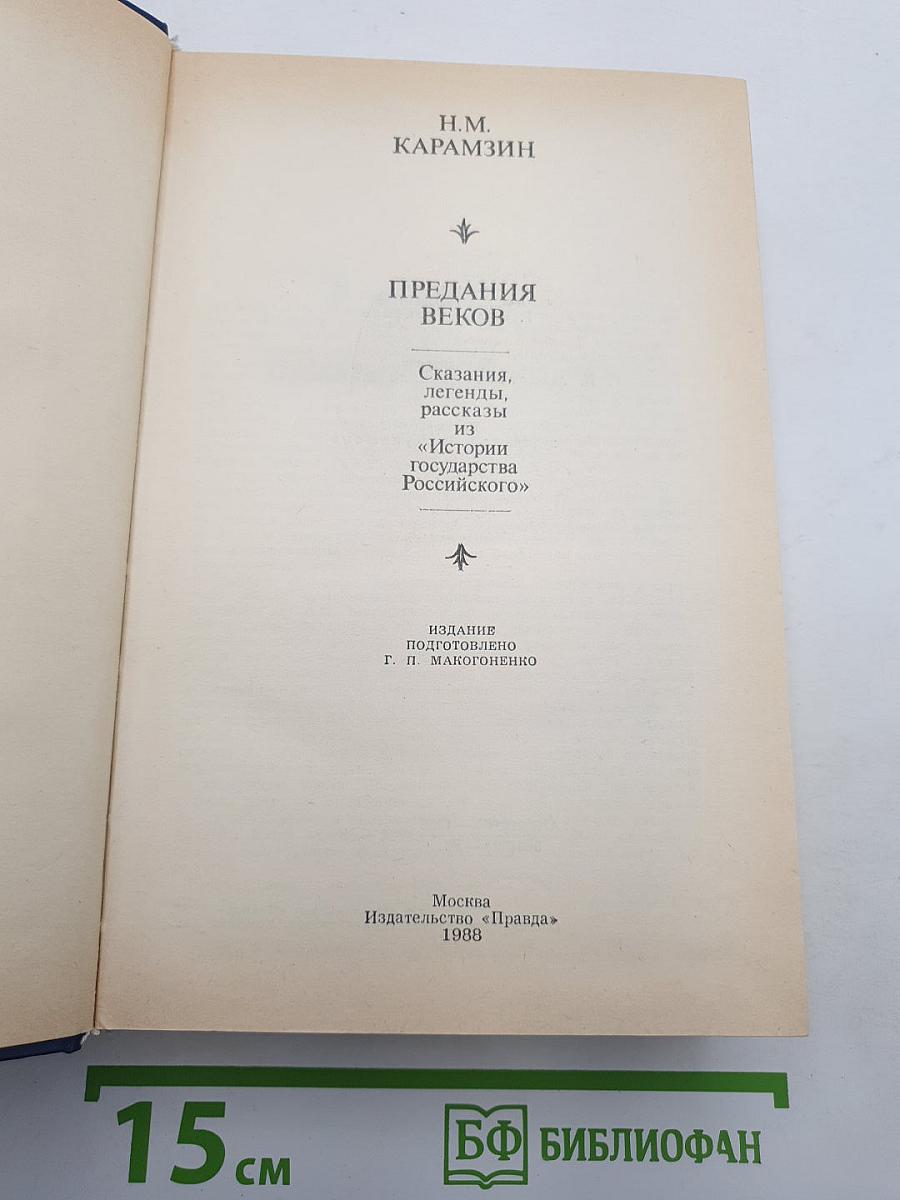 Н.М.
КАРАМЗИН
ПРЕДАНИЯ
ВЕКОВ
Сказания,
легенды,
рассказы
из
«Истории
государства
Российского»
ИЗДАНИЕ
ПОДГОТОВЛЕНО
Г. П. МАКОГОНЕНКО
Москва
Издательство «Правда»
1988
15 см
БФ БИБЛИОФАН